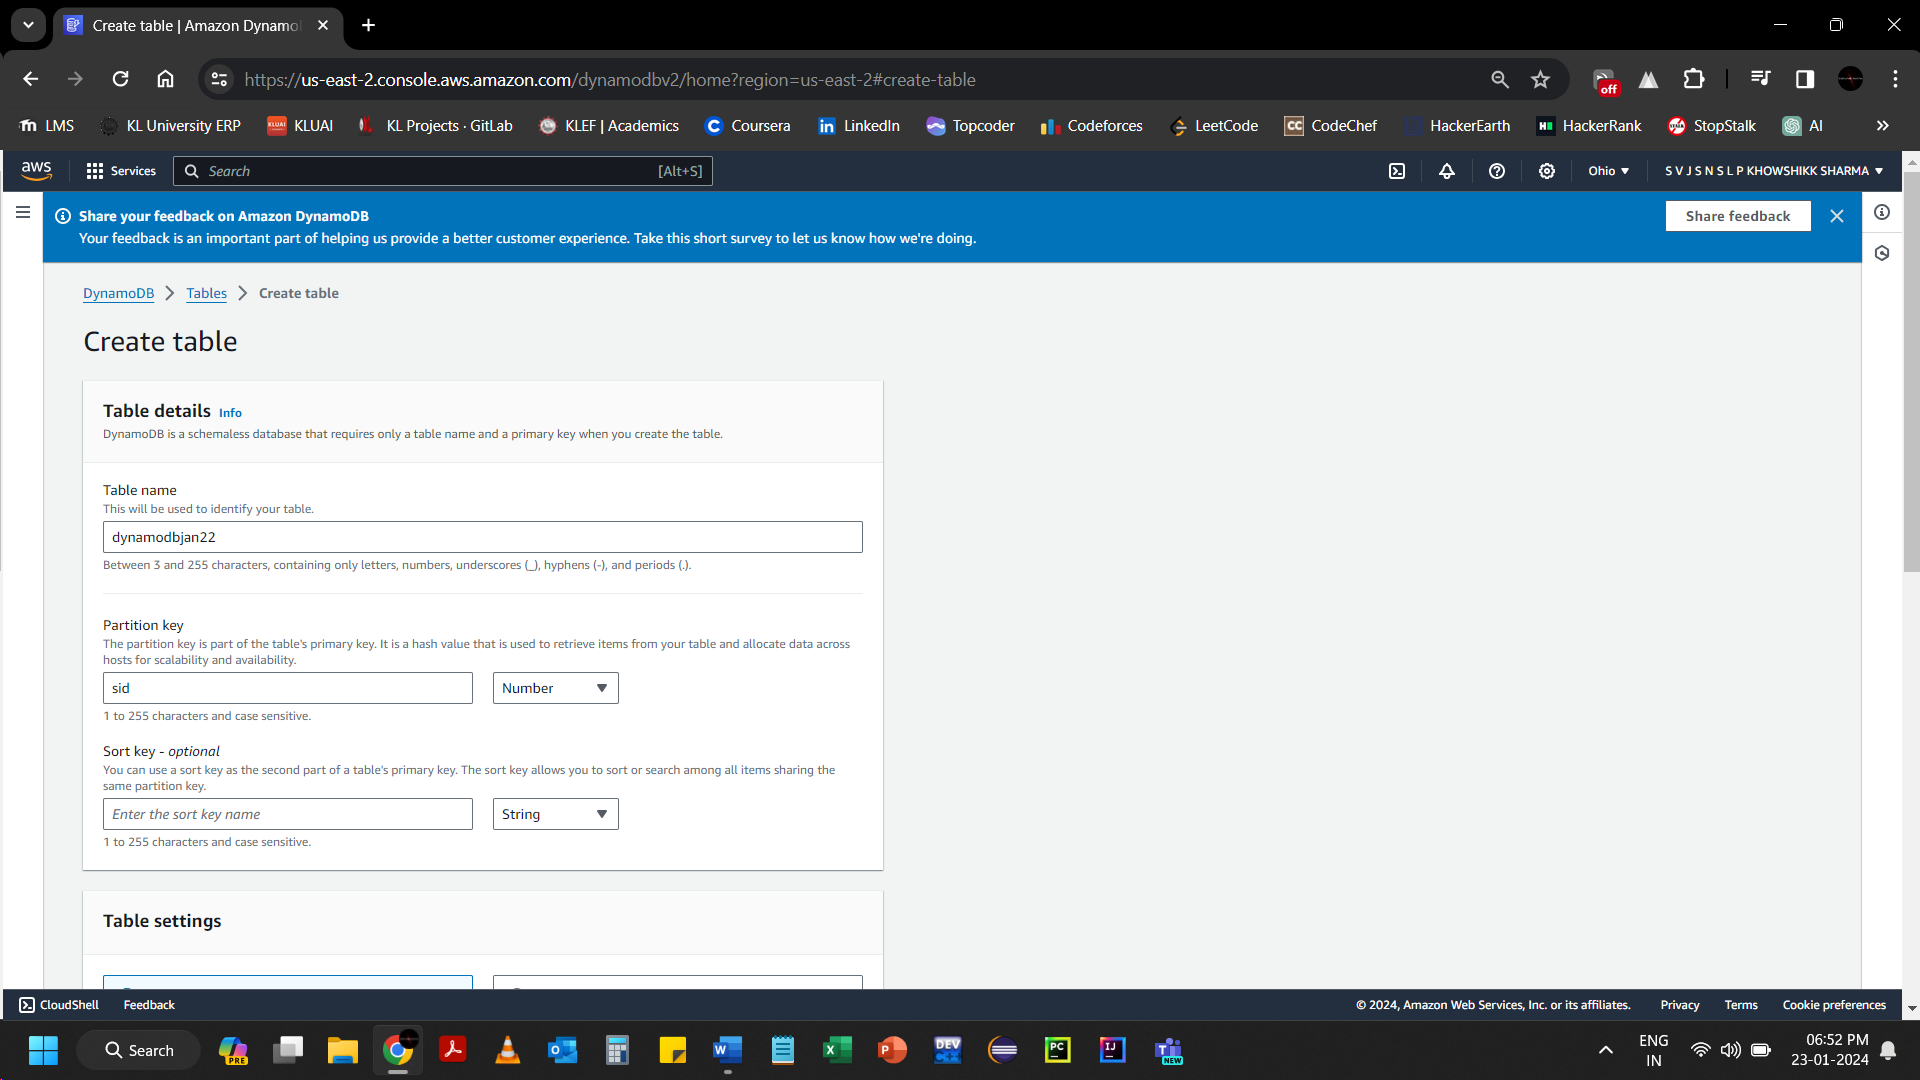 Create table | Amazon Dynamo
https://us-east-2.console.aws.amazon.com/dynamodbv2/home?region=us-east-2#create-table
off
LMS KL University ERP KLUAI KL Projects · GitLab KLEF | Academics Coursera LinkedIn Topcoder Codeforces LeetCode CodeChef HackerEarth HackerRank StopStalk AI
aws Services Search [Alt+S] Ohio S V J S N S L P KHOWSHIKK SHARMA
Share your feedback on Amazon DynamoDB
Your feedback is an important part of helping us provide a better customer experience. Take this short survey to let us know how we're doing.
Share feedback
DynamoDB Tables Create table
Create table
Table details Info
DynamoDB is a schemaless database that requires only a table name and a primary key when you create the table.
Table name
This will be used to identify your table.
dynamodbjan22
Between 3 and 255 characters, containing only letters, numbers, underscores (_), hyphens (-), and periods (.).
Partition key
The partition key is part of the table's primary key. It is a hash value that is used to retrieve items from your table and allocate data across
hosts for scalability and availability.
sid Number
1 to 255 characters and case sensitive.
Sort key - optional
You can use a sort key as the second part of a table's primary key. The sort key allows you to sort or search among all items sharing the
same partition key.
Enter the sort key name String
1 to 255 characters and case sensitive.
Table settings
CloudShell Feedback © 2024, Amazon Web Services, Inc. or its affiliates. Privacy Terms Cookie preferences
Search
ENG
IN
06:52 PM
23-01-2024